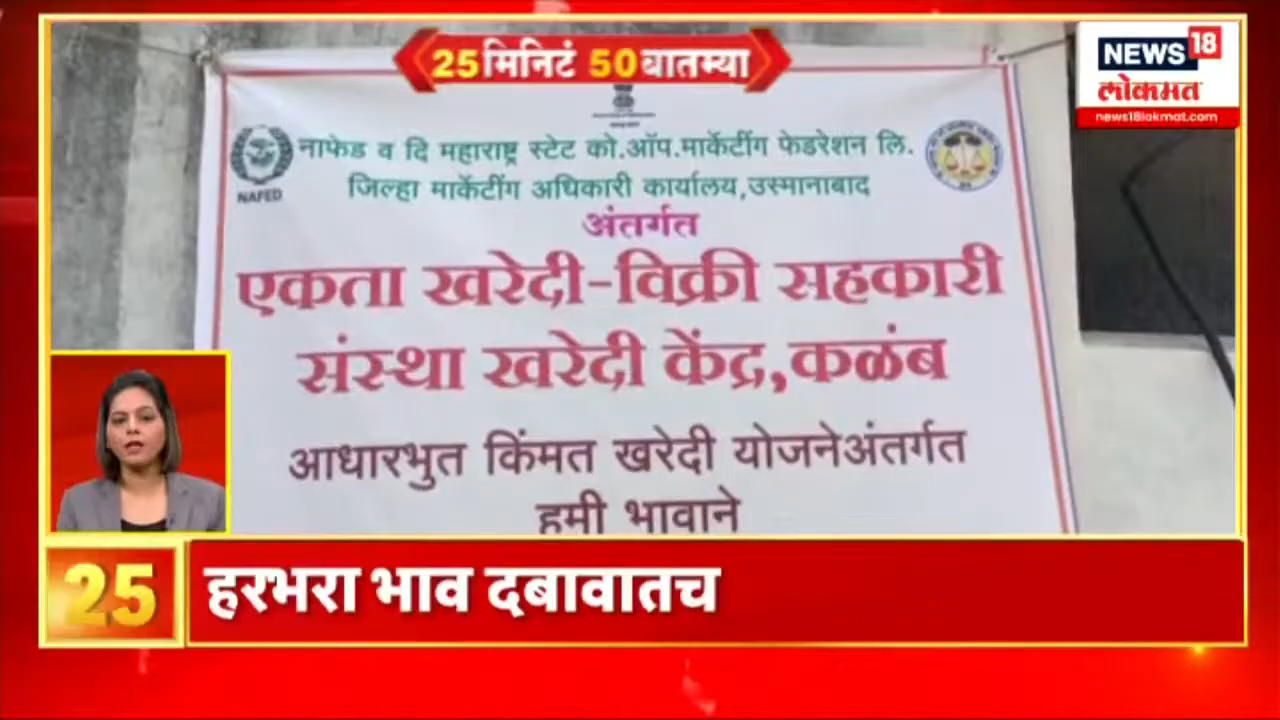 25 मिनिटं 50 बातम्या
NEWS 18
लोकमत
news18lokmat.com
नाफेड व दि महाराष्ट्र स्टेट को.ऑप.मार्केटींग फेडरेशन लि.
NAFED
जिल्हा मार्केटींग अधिकारी कार्यालय,उस्मानाबाद
अंतर्गत
एकता खरेदी-विक्री सहकारी
संस्था खरेदी केंद्र,कळंब
आधारभुत किंमत खरेदी योजनेअंतर्गत
हमी भावाने
25 हरभरा भाव दबावातच